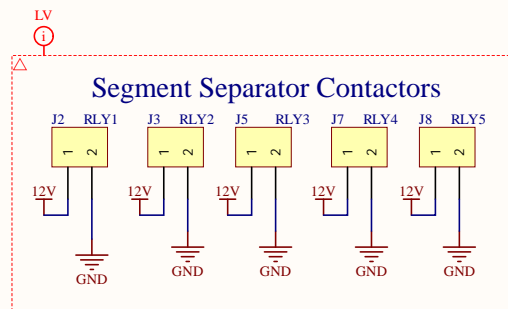 LV
i
Segment Separator Contactors
J2 RLY1 J3 RLY2 J5 RLY3 J7 RLY4 J8 RLY5
1 2 1 2 1 2 1 2 1 2
12V 12V 12V 12V 12V
GND GND GND GND GND